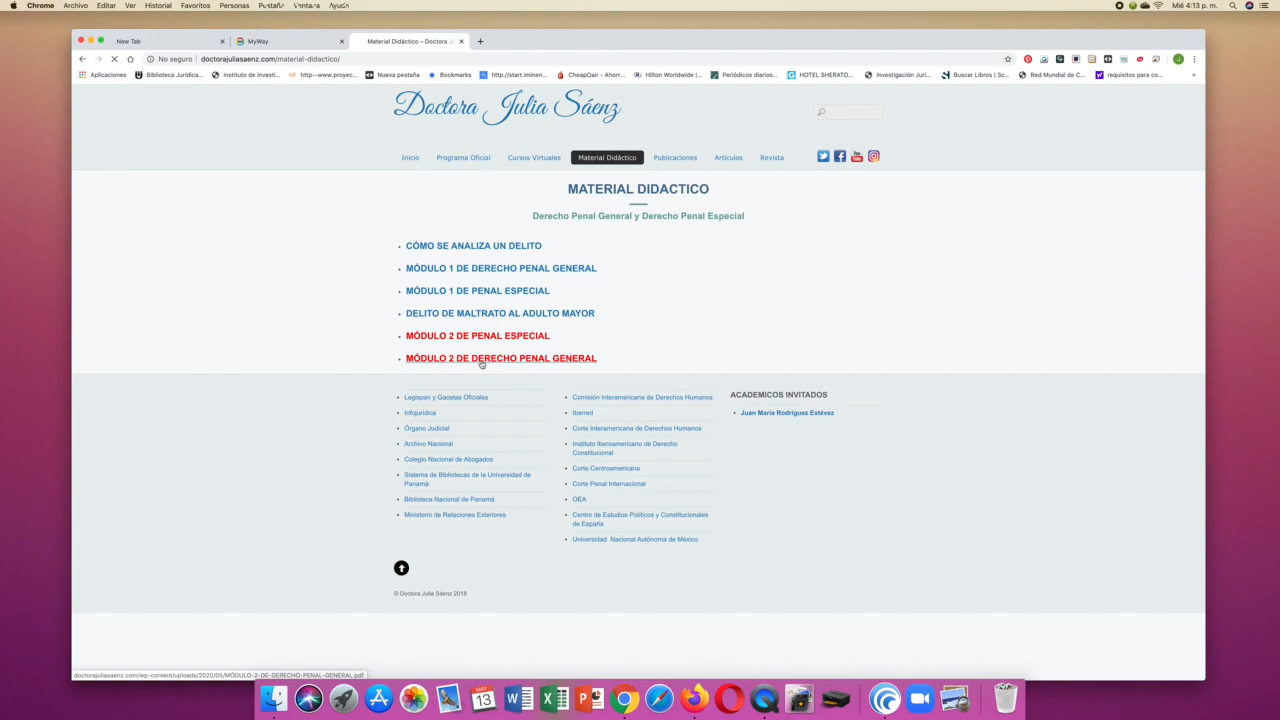 Chrome Archivo Editar Ver Historial Favoritos Personas Pestaña Ventana Ayuda Mié 4:13 p. m.
New Tab MyWay Material Didáctico – Doctora J
No seguro doctorajuliasaenz.com/material-didactico/
Aplicaciones Biblioteca Jurídica... instituto de investi... http--www.proyec... Nueva pestaña Bookmarks http://start.iminen... CheapOair - Ahorr... Hilton Worldwide |... Periódicos diarios... HOTEL SHERATO... Investigación Jurí... Buscar Libros | Sc... Red Mundial de C... requisitos para co... »
Doctora Julia Sáenz
Inicio Programa Oficial Cursos Virtuales Material Didáctico Publicaciones Artículos Revista
MATERIAL DIDACTICO
Derecho Penal General y Derecho Penal Especial
CÓMO SE ANALIZA UN DELITO
MÓDULO 1 DE DERECHO PENAL GENERAL
MÓDULO 1 DE PENAL ESPECIAL
DELITO DE MALTRATO AL ADULTO MAYOR
MÓDULO 2 DE PENAL ESPECIAL
MÓDULO 2 DE DERECHO PENAL GENERAL
Legispan y Gacetas Oficiales
Infojurídica
Órgano Judicial
Archivo Nacional
Colegio Nacional de Abogados
Sistema de Bibliotecas de la Universidad de
Panamá
Biblioteca Nacional de Panamá
Ministerio de Relaciones Exteriores
Comisión Interamericana de Derechos Humanos
Ibarred
Corte Interamericana de Derechos Humanos
Instituto Iberoamericano de Derecho
Constitucional
Corte Centroamericana
Corte Penal Internacional
OEA
Centro de Estudios Políticos y Constitucionales
de España
Universidad Nacional Autónoma de México
ACADEMICOS INVITADOS
Juan María Rodríguez Estévez
© Doctora Julia Sáenz 2018
doctorajuliasaenz.com/wp-content/uploads/2020/05/MÓDULO-2-DE-DERECHO-PENAL-GENERAL.pdf
MAY
13